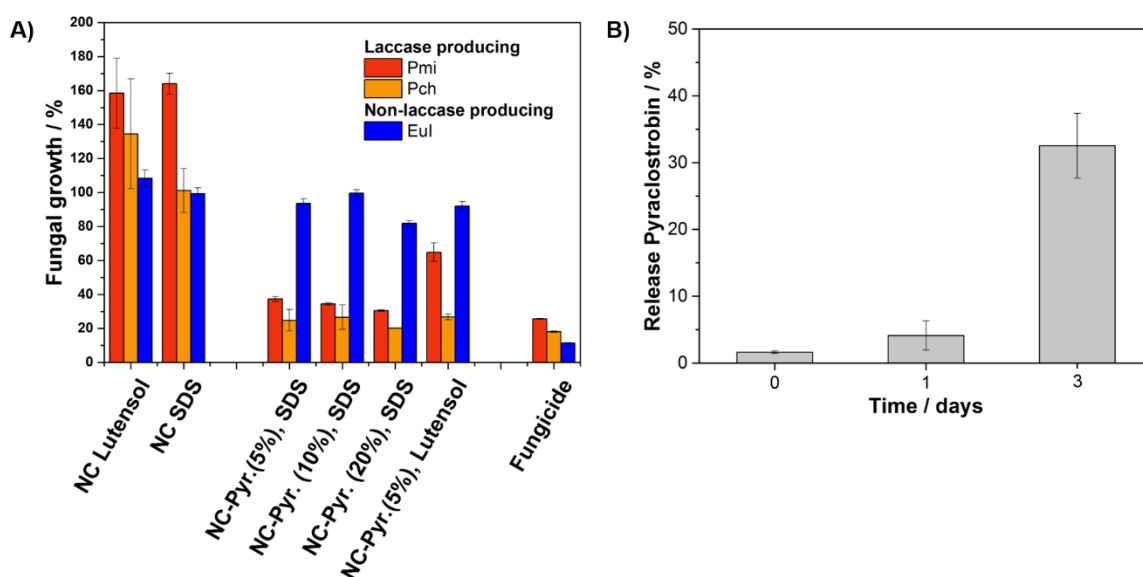 A)
Fungal growth / %
200
180
160
140
120
100
80
60
40
20
0
Laccase producing
Pmi
Pch
Non-laccase producing
Eul
NC Lutensol
NC SDS
NC-Pyr.(5%), SDS
NC-Pyr. (10%), SDS
NC-Pyr. (20%), SDS
NC-Pyr.(5%), Lutensol
Fungicide
B)
Release Pyraclostrobin / %
50
40
30
20
10
0
0 1 3
Time / days